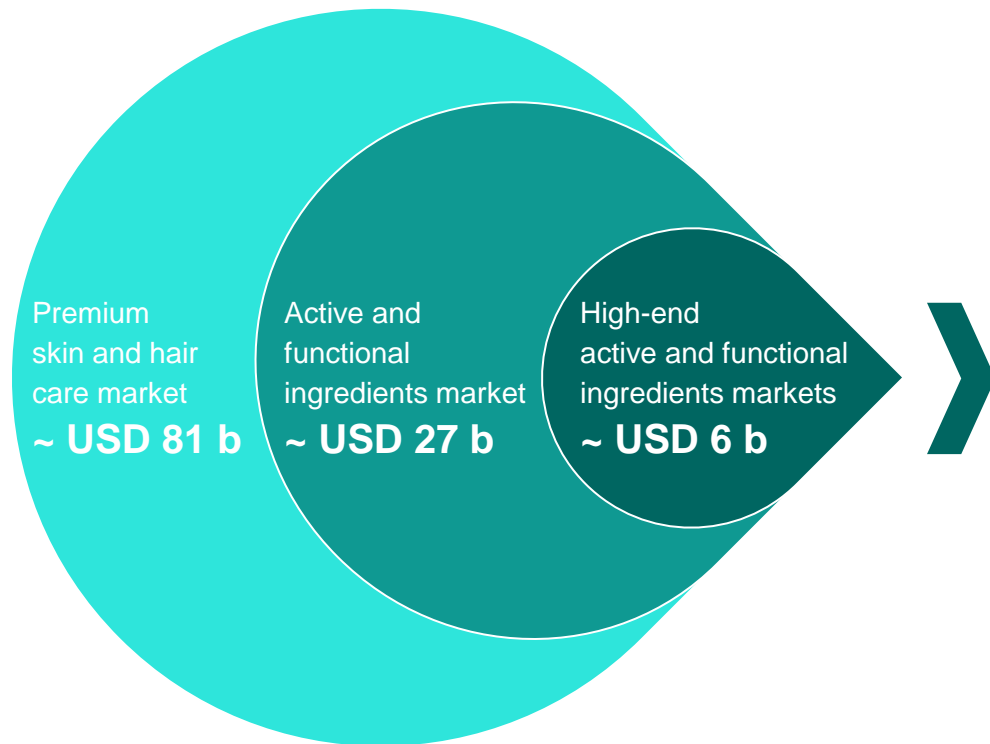 Premium
skin and hair
care market
~ USD 81 b
Active and
functional
ingredients market
~ USD 27 b
High-end
active and functional
ingredients markets
~ USD 6 b